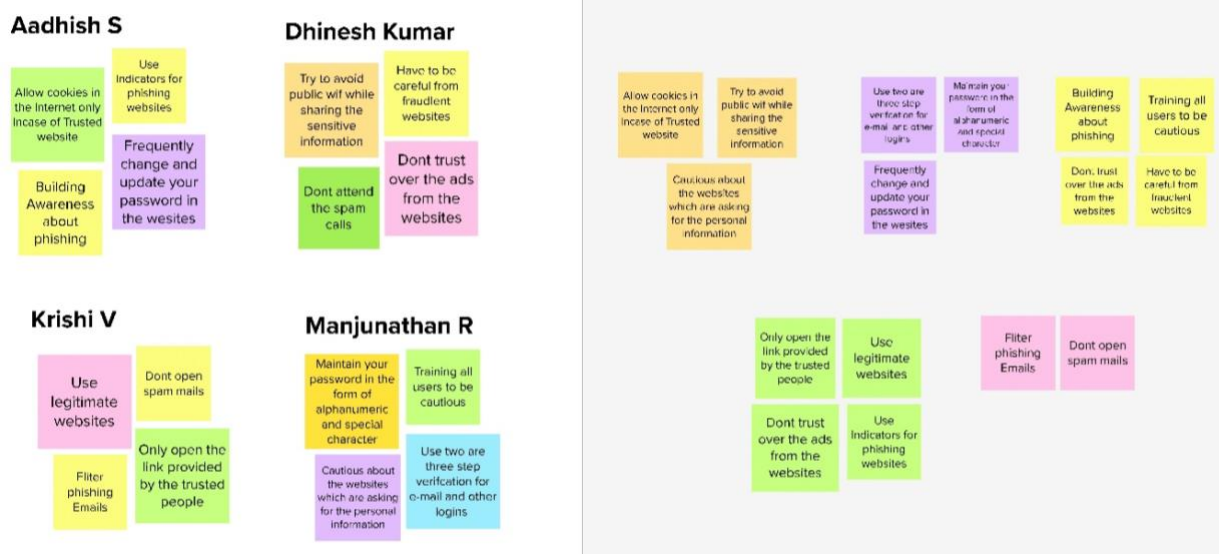 Aadhish S
Allow cookies in
the Internet only
Incase of Trusted
website
Use
Indicators for
phishing
websites
Building
Awareness
about
phishing
Frequently
change and
update your
password in
the wesites
Dhinesh Kumar
Try to avoid
public wif while
sharing the
sensitive
information
Have to be
careful from
fraudlent
websites
Dont attend
the spam
calls
Dont trust
over the ads
from the
websites
Krishi V
Use
legitimate
websites
Dont open
spam mails
Fliter
phishing
Emails
Only open the
link provided
by the trusted
people
Manjunathan R
Maintain your
password in the
form of
alphanumeric
and special
character
Training all
users to be
cautious
Cautious about
the websites
which are asking
for the personal
information
Use two are
three step
verifcation for
e-mail and other
logins
Allow cookies in
the Internet only
Incase of Trusted
website
Try to avoid
public wif while
sharing the
sensitive
information
Cautious about
the websites
which are asking
for the personal
information
Use two are
three step
verifcation for
e-mail and other
logins
Maintain your
password in the
form of
alphanumeric
and special
character
Frequently
change and
update your
password in
the wesites
Building
Awareness
about
phishing
Training all
users to be
cautious
Dont trust
over the ads
from the
websites
Have to be
careful from
fraudlent
websites
Only open the
link provided
by the trusted
people
Use
legitimate
websites
Dont trust
over the ads
from the
websites
Use
Indicators for
phishing
websites
Fliter
phishing
Emails
Dont open
spam mails